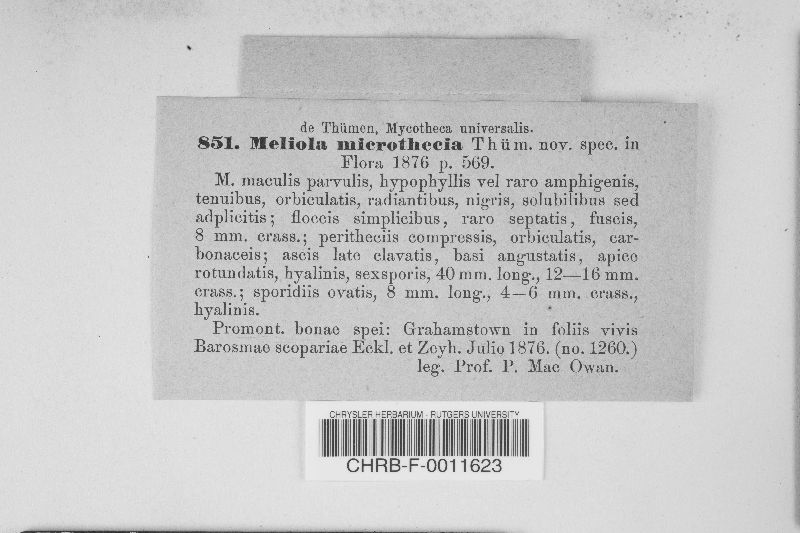 de Thümen, Mycotheca universalis.
851. Meliola microthecia Thüm. nov. spec. in
Flora 1876 p. 569.
M. maculis parvulis, hypophyllis vel raro amphigenis,
tenuibus, orbiculatis, radiantibus, nigris, solubilibus sed
adplicitis; floccis simplicibus, raro septatis, fuscis,
8 mm. crass.; peritheciis compressis, orbiculatis, car-
bonaceis; ascis late clavatis, basi angustatis, apice
rotundatis, hyalinis, sexsporis, 40 mm. long., 12—16 mm.
crass.; sporidiis ovatis, 8 mm. long., 4—6 mm. crass.,
hyalinis.
Promont. bonae spei: Grahamstown in foliis vivis
Barosmae scopariae Eckl. et Zeyh. Julio 1876. (no. 1260.)
leg. Prof. P. Mac Owan.
CHRYSLER HERBARIUM - RUTGERS UNIVERSITY
CHRB-F-0011623